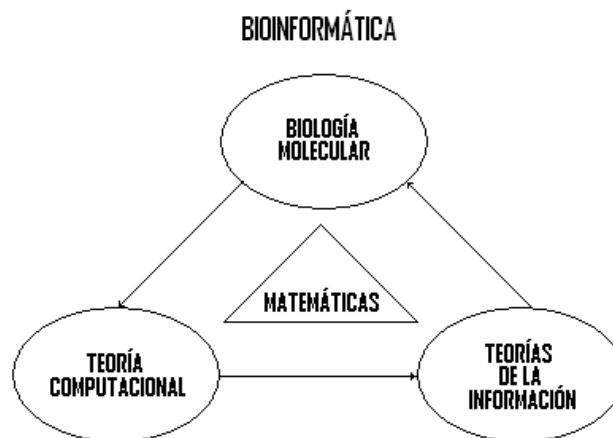 BIOINFORMÁTICA
BIOLOGÍA
MOLECULAR
MATEMÁTICAS
TEORÍA
COMPUTACIONAL
TEORÍAS
DE LA
INFORMACIÓN